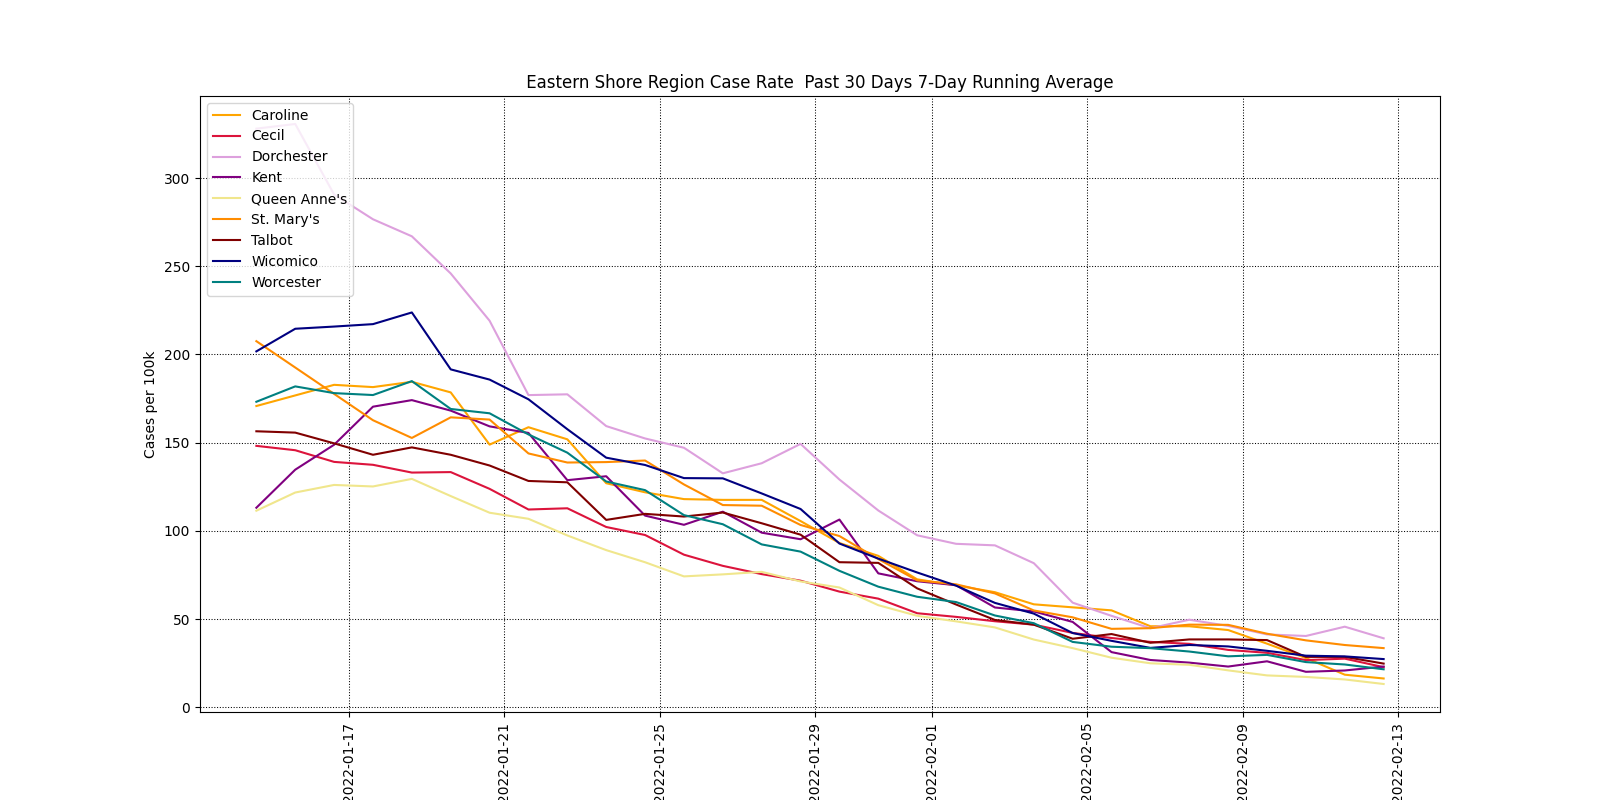 Eastern Shore Region Case Rate  Past 30 Days 7-Day Running Average
Caroline
Cecil
Dorchester
Kent
Queen Anne's
St. Mary's
Talbot
Wicomico
Worcester
Cases per 100k
300
250
200
150
100
50
0
2022-01-17
2022-01-21
2022-01-25
2022-01-29
2022-02-01
2022-02-05
2022-02-09
2022-02-13